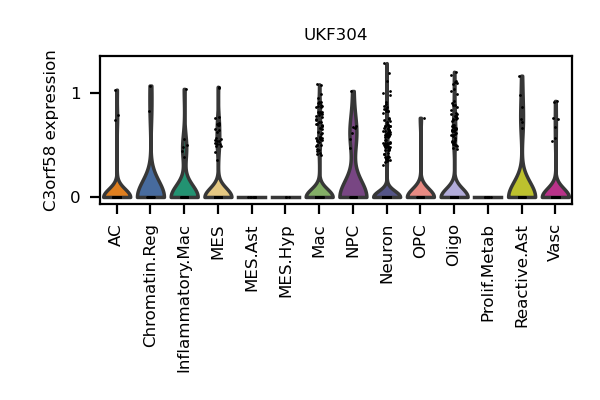 UKF304
C3orf58 expression
1
0
AC
Chromatin.Reg
Inflammatory.Mac
MES
MES.Ast
MES.Hyp
Mac
NPC
Neuron
OPC
Oligo
Prolif.Metab
Reactive.Ast
Vasc